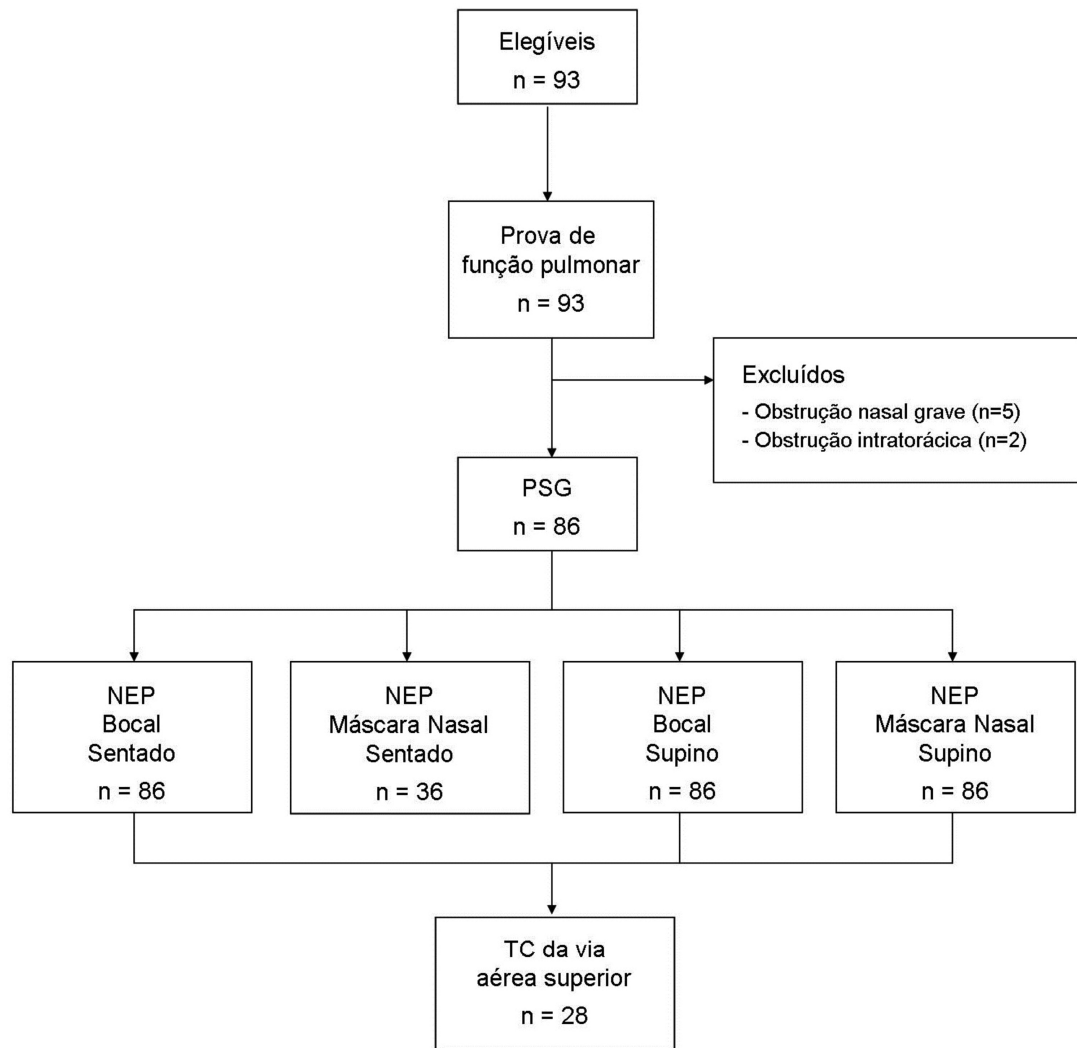 Elegíveis
n = 93
Prova de
função pulmonar
n = 93
Excluídos
- Obstrução nasal grave (n=5)
- Obstrução intratorácica (n=2)
PSG
n = 86
NEP
Bocal
Sentado
n = 86
NEP
Máscara Nasal
Sentado
n = 36
NEP
Bocal
Supino
n = 86
NEP
Máscara Nasal
Supino
n = 86
TC da via
aérea superior
n = 28